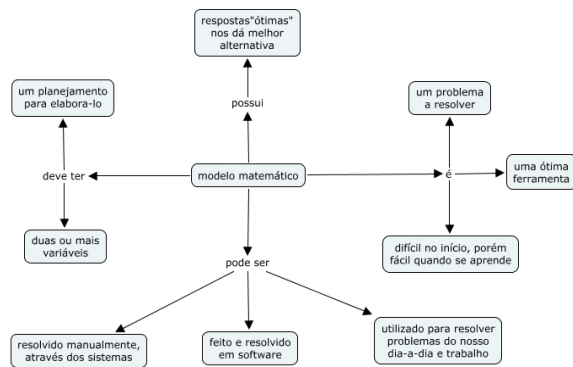 respostas"ótimas"
nos dá melhor
alternativa
um planejamento
para elabora-lo
possui
um problema
a resolver
deve ter
modelo matemático
é
uma ótima
ferramenta
duas ou mais
variáveis
difícil no início, porém
fácil quando se aprende
pode ser
resolvido manualmente,
através dos sistemas
feito e resolvido
em software
utilizado para resolver
problemas do nosso
dia-a-dia e trabalho